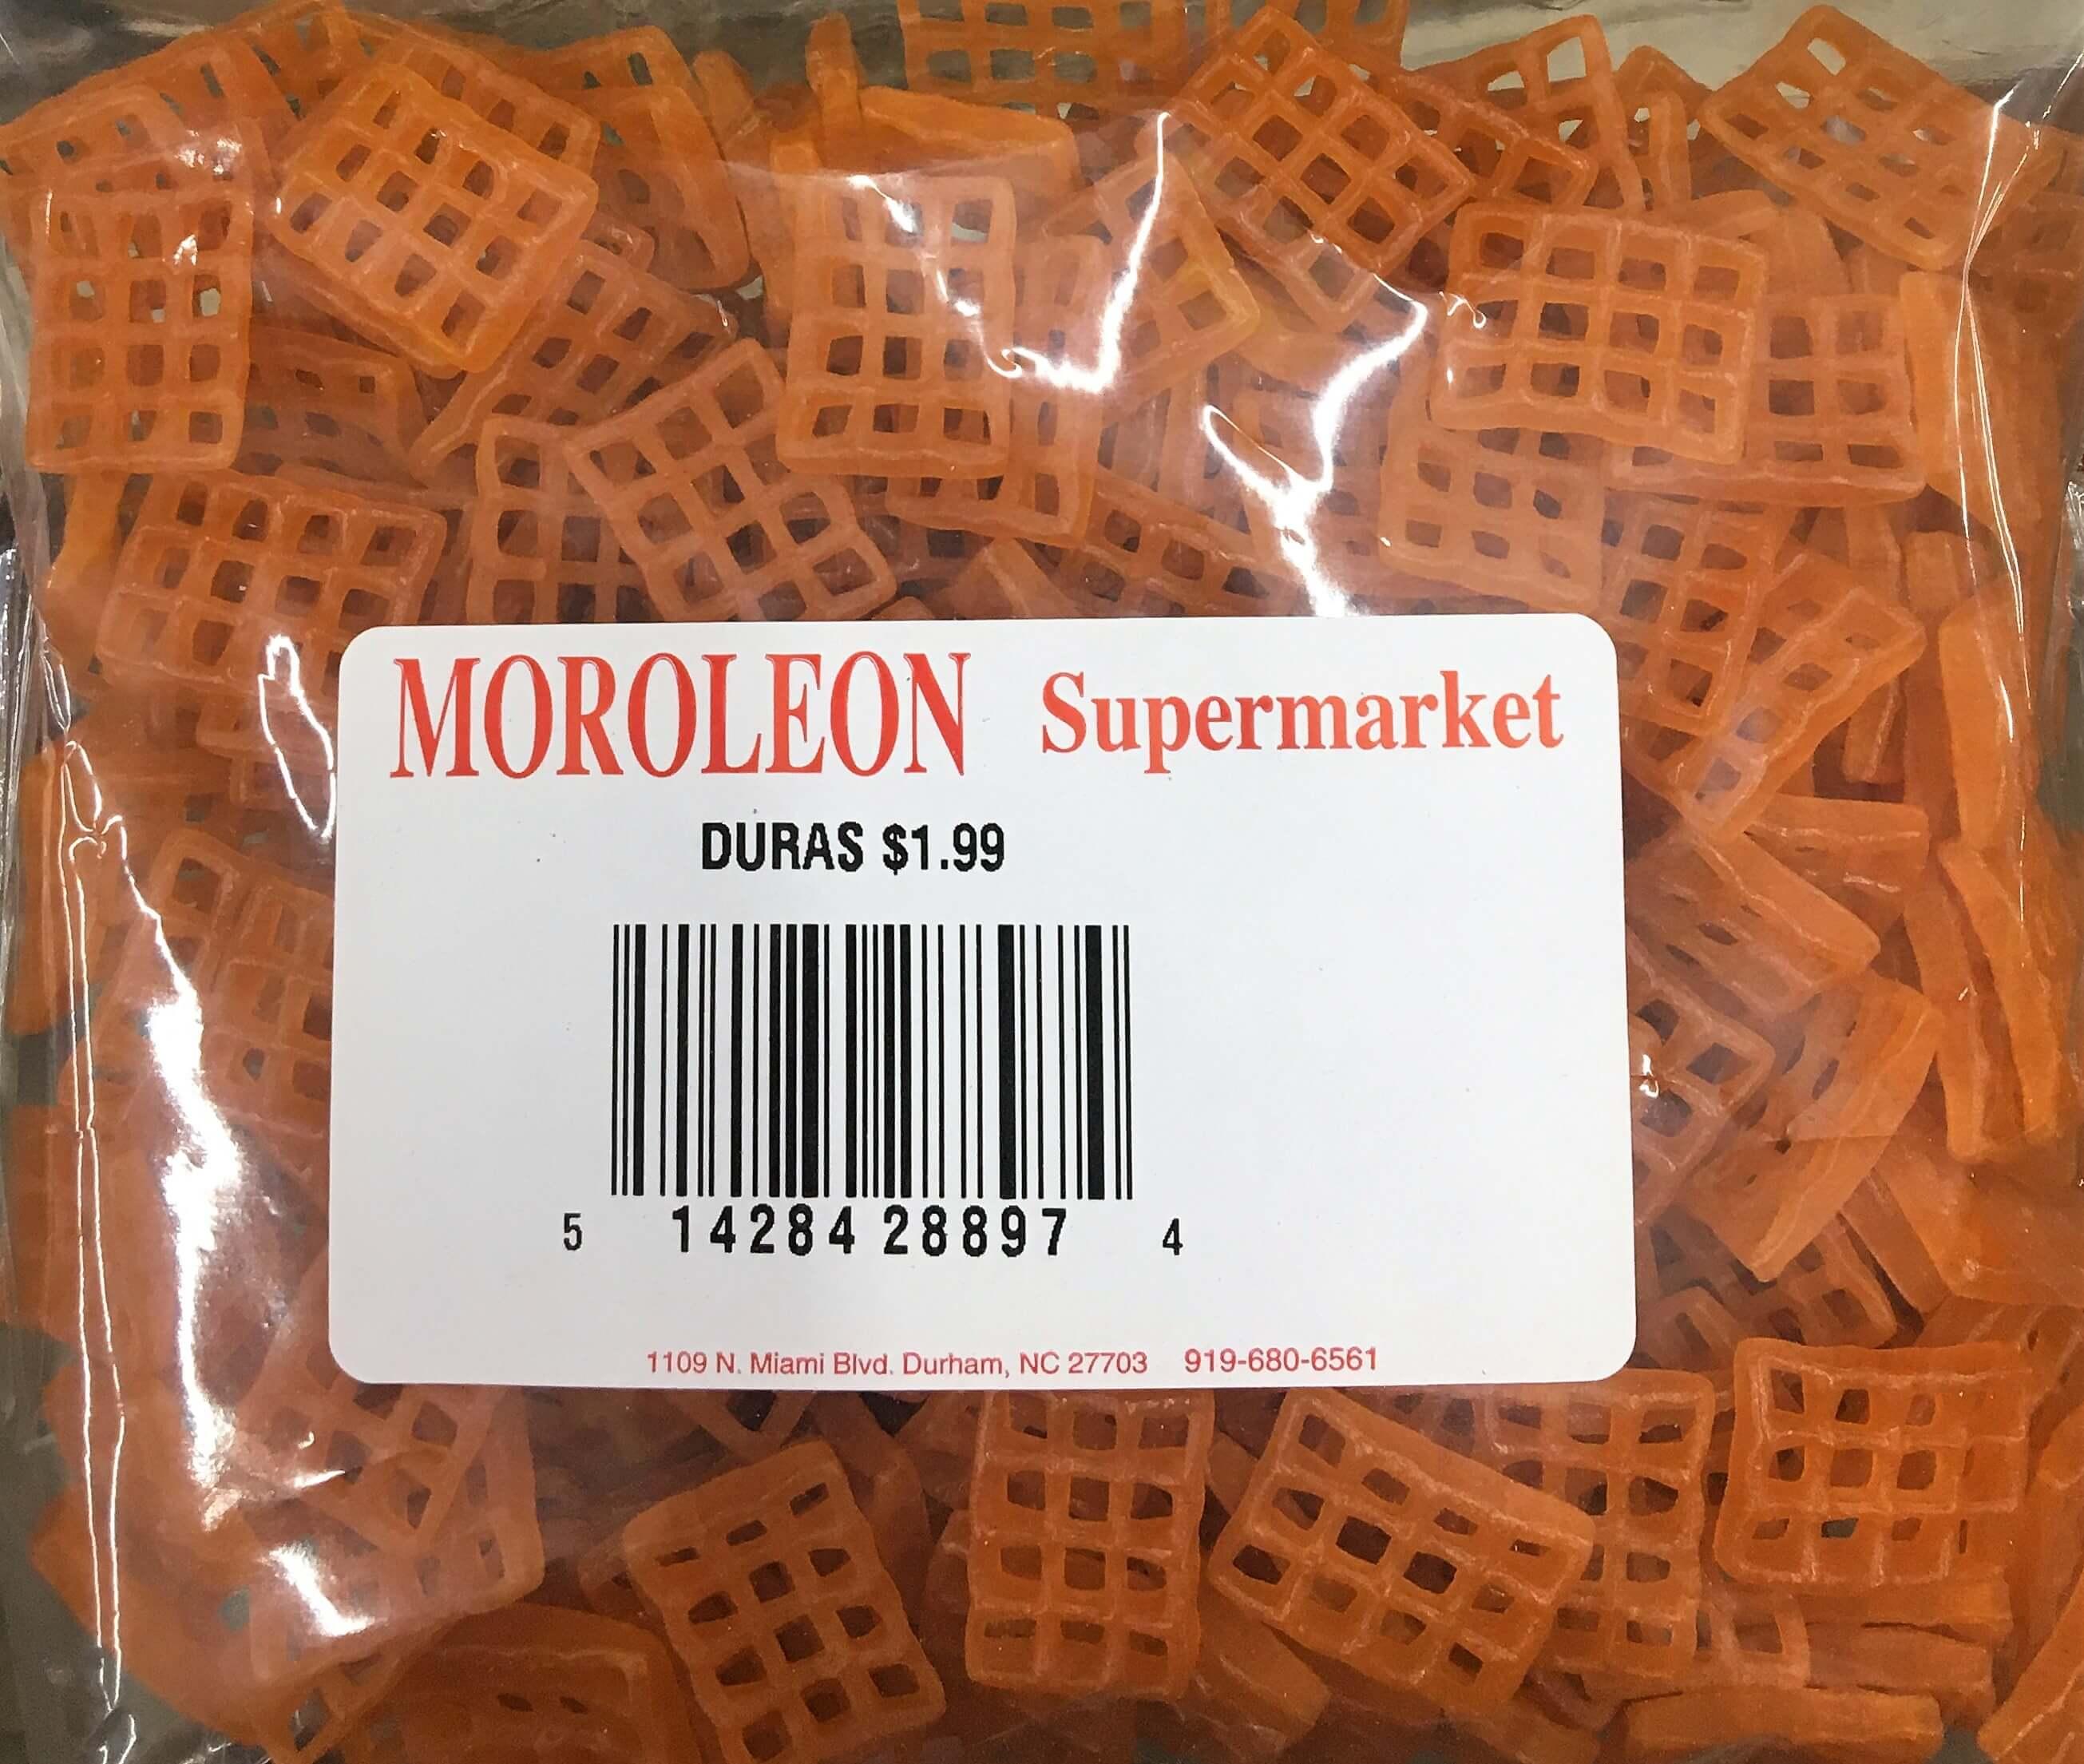 MOROLEON Supermarket
DURAS $1.99
5 14284 28897 4
1109 N. Miami Blvd. Durham, NC 27703 919-680-6561